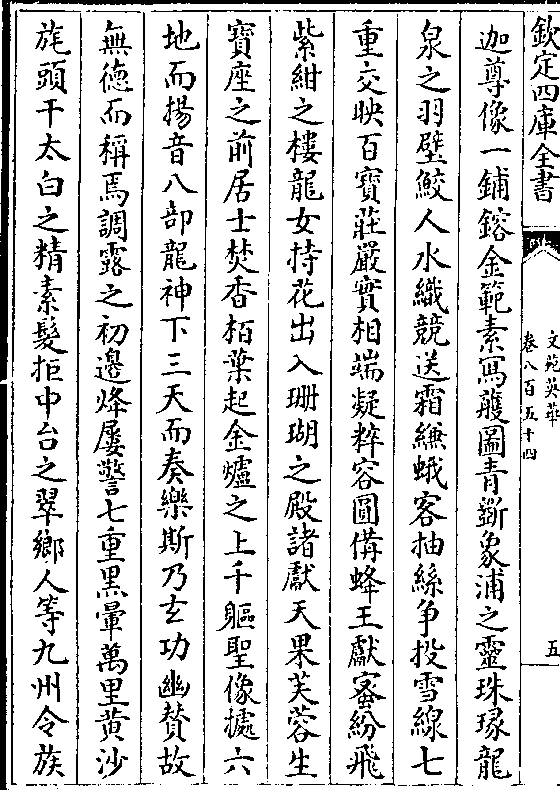 欽定四庫全書
文苑英華
卷八百五十四
五
迦尊像一鋪鎔金範素寫䕶圖青斵象浦之靈珠琢龍
泉之羽壁鮫人水織競送霜縑蛾客抽絲争投雪線七
重交映百寶莊嚴實相端凝粹容圓備蜂王獻蜜紛飛
紫紺之樓龍女持花出入珊瑚之殿諸獻天果芙蓉生
寶座之前居士焚香栢葉起金爐之上千軀聖像攄六
地而揚音八部龍神下三天而奏樂斯乃玄功幽賛故
無德而稱焉調露之初邊烽屢警七重黒暈萬里黄沙
旄頭干太白之精素髮拒中台之翠鄉人等九州令族